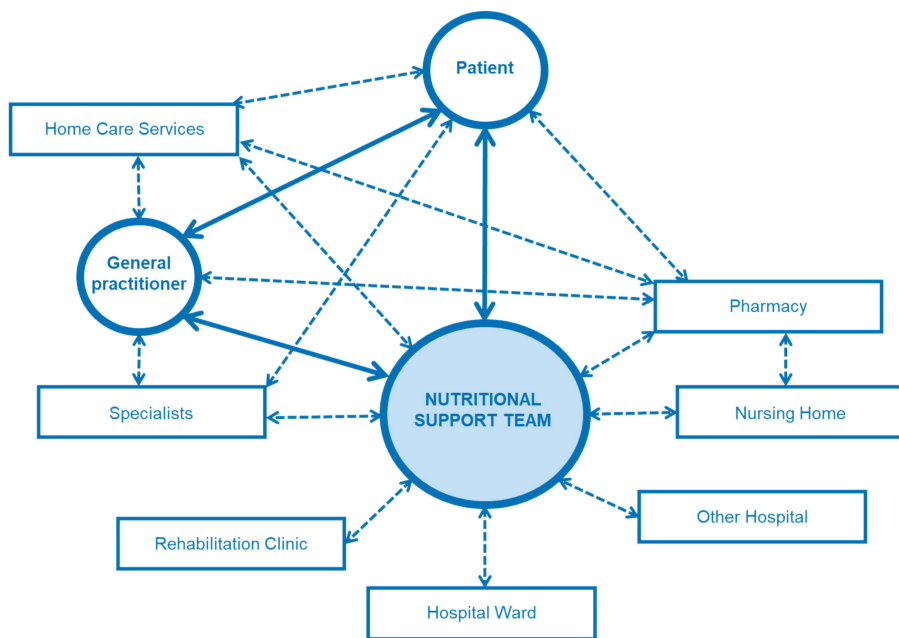 Patient
Home Care Services
General
practitioner
Pharmacy
NUTRITIONAL
SUPPORT TEAM
Specialists
Nursing Home
Other Hospital
Rehabilitation Clinic
Hospital Ward